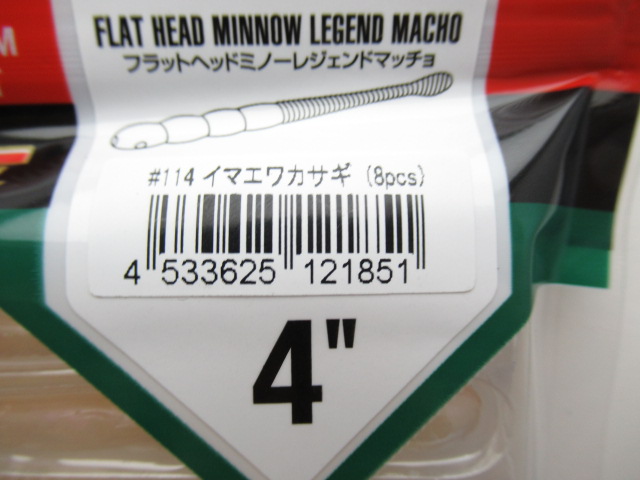 FLAT HEAD MINNOW LEGEND MACHO
フラットヘッドミノーレジェンドマッチョ
#114 イマエワカサギ (8pcs)
4 533625 121851
4"